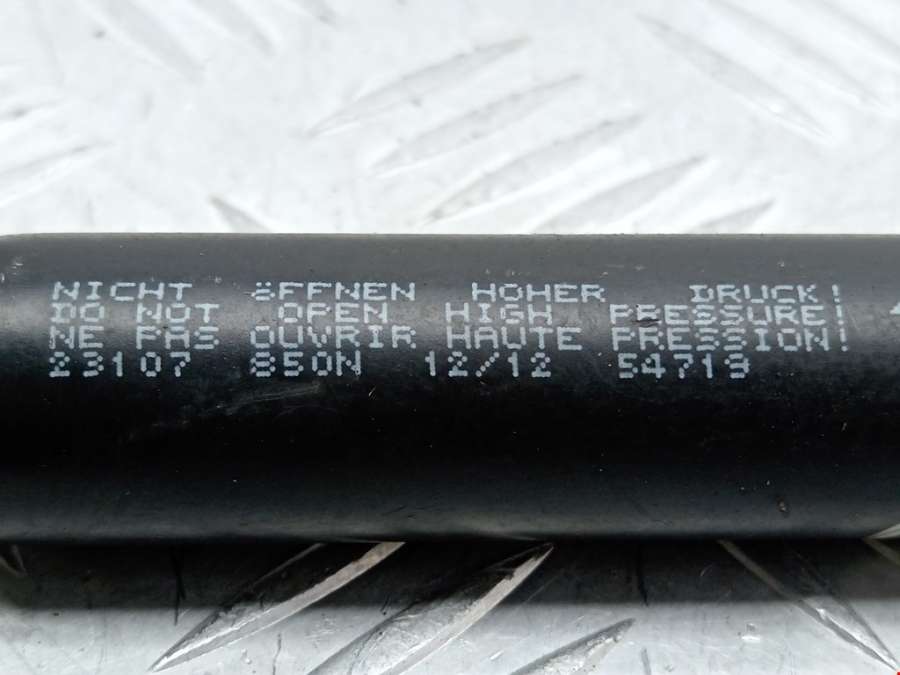 NICHT öFFNEN HOHER DRUCK!
DO NOT OPEN HIGH PRESSURE!
NE PAS OUVRIR HAUTE PRESSION!
23107 850N 12/12 54719